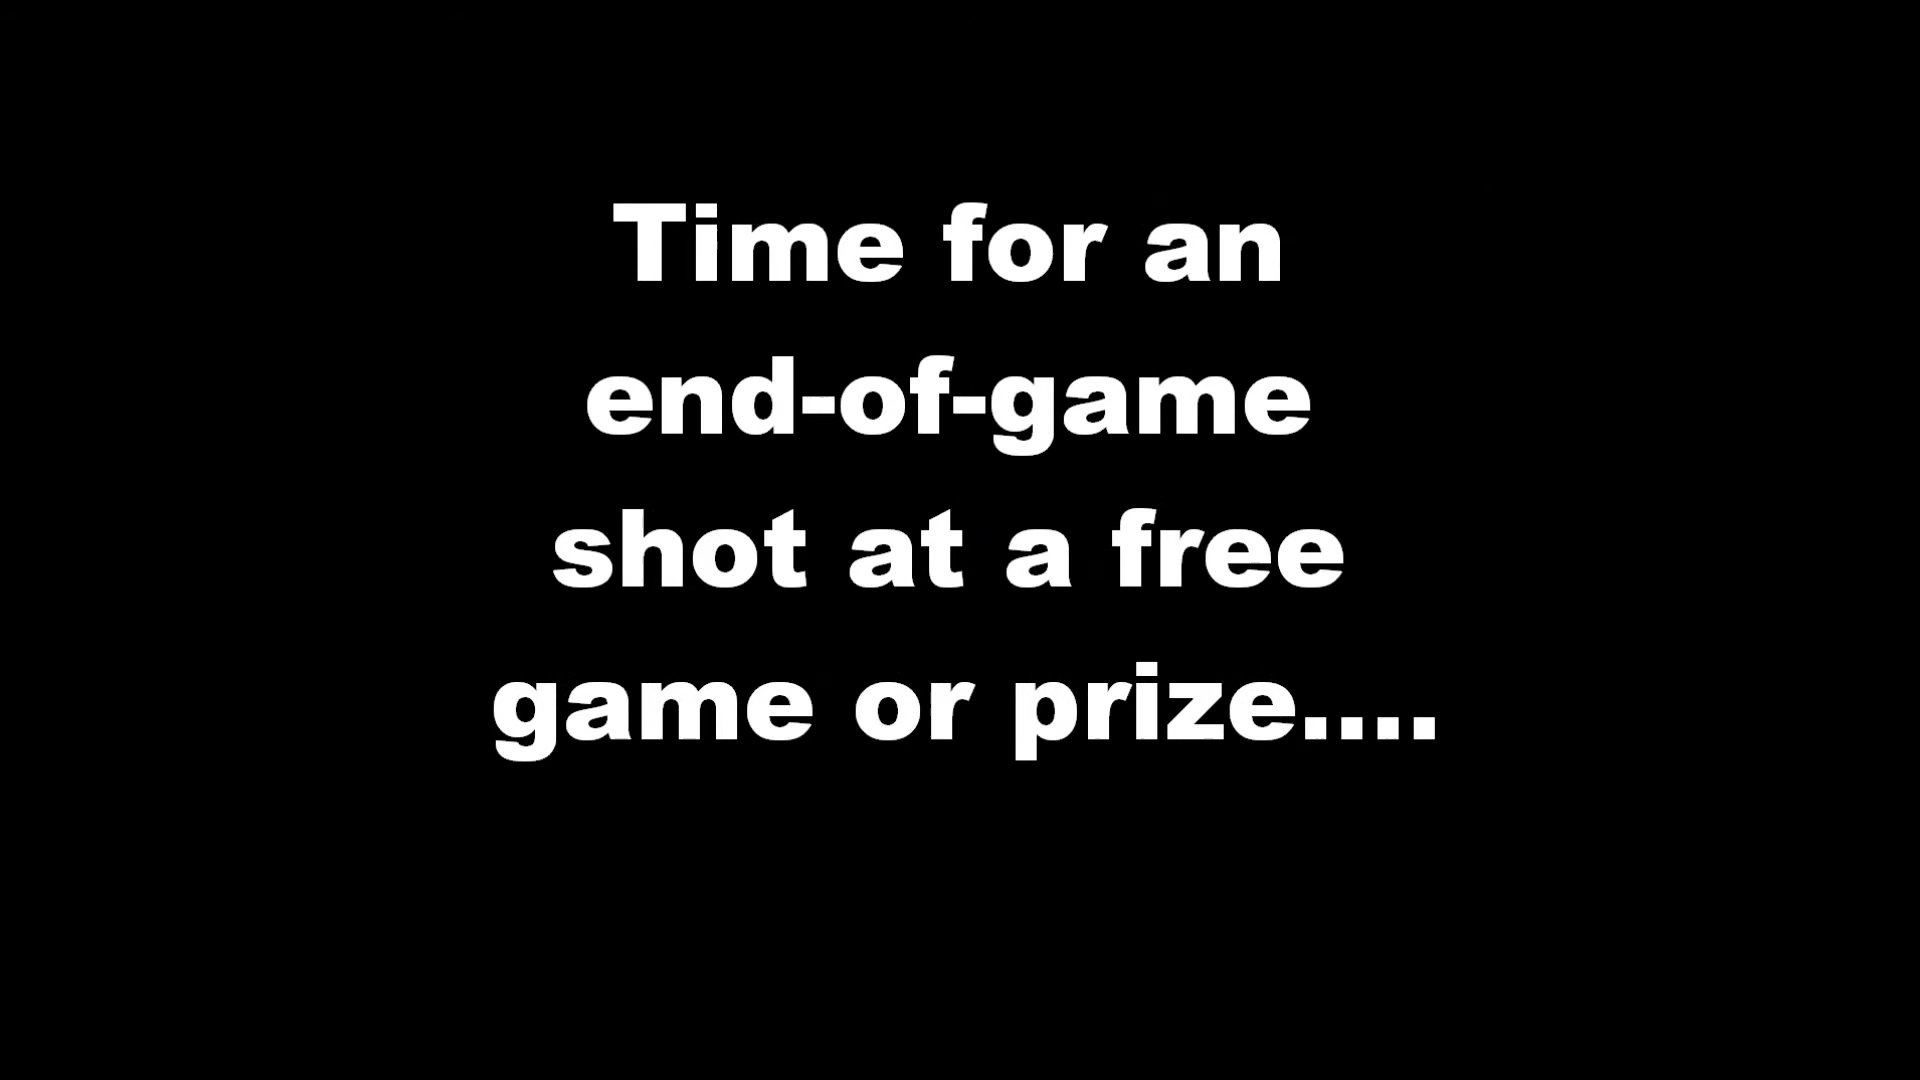 Time for an
end-of-game
shot at a free
game or prize....